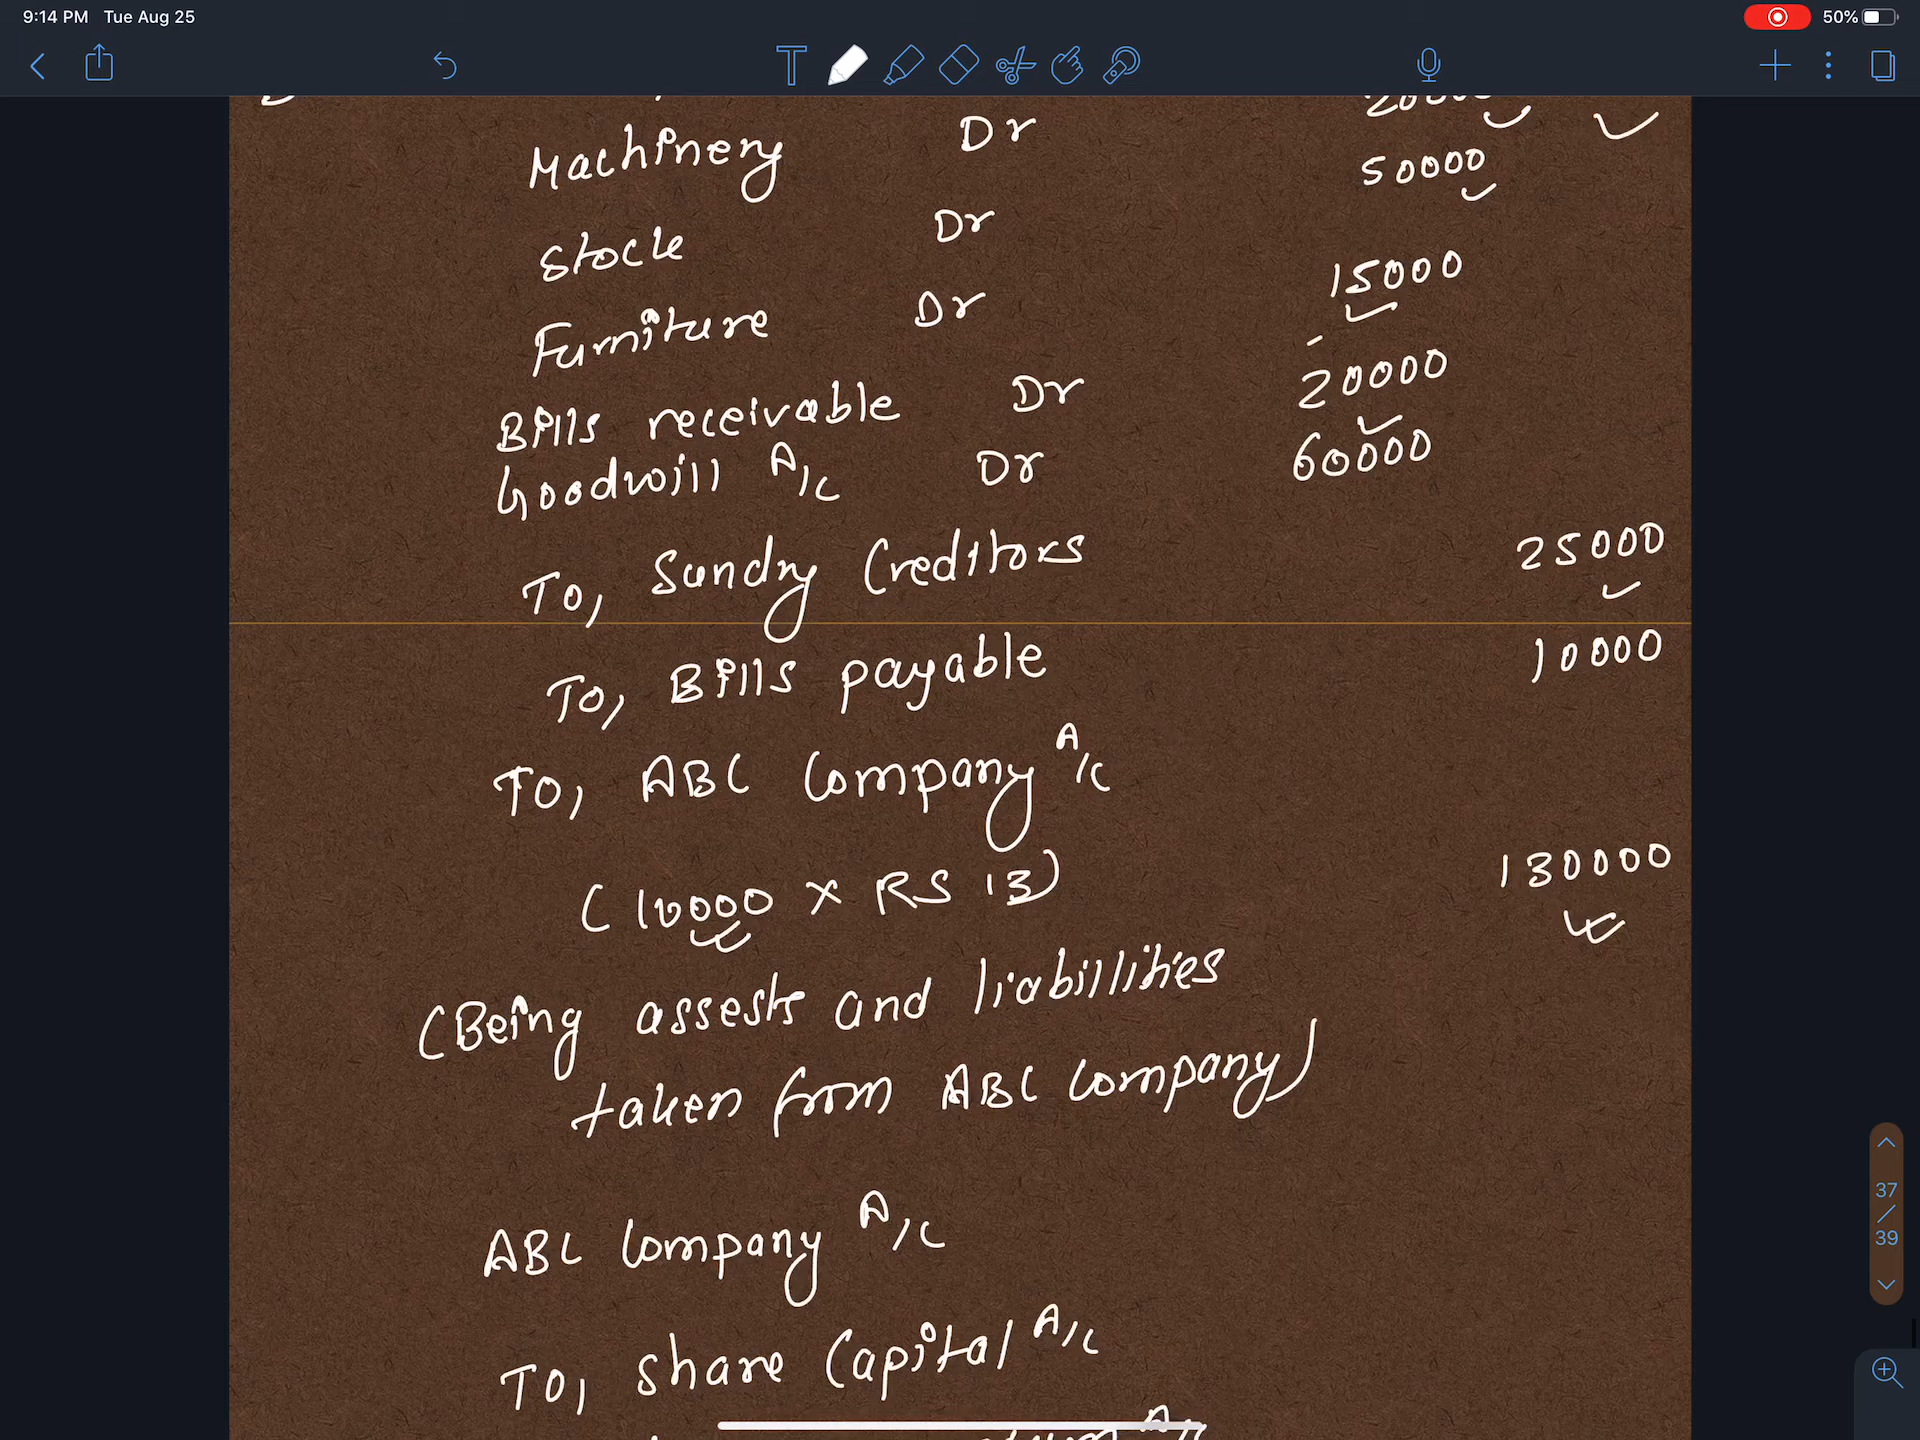 9:14 PM Tue Aug 25 50%
Machinery Dr 50000
Stock Dr 15000
Furniture Dr 20000
Bills receivable Dr 60000
Goodwill A/c Dr
To, Sundry Creditors 25000
To, Bills payable 10000
To, ABC Company A/c
(10000 × RS 13) 130000
(Being assests and liabillities
taken from ABC Company)
ABC Company A/c
To, share Capital A/c
37
/
39